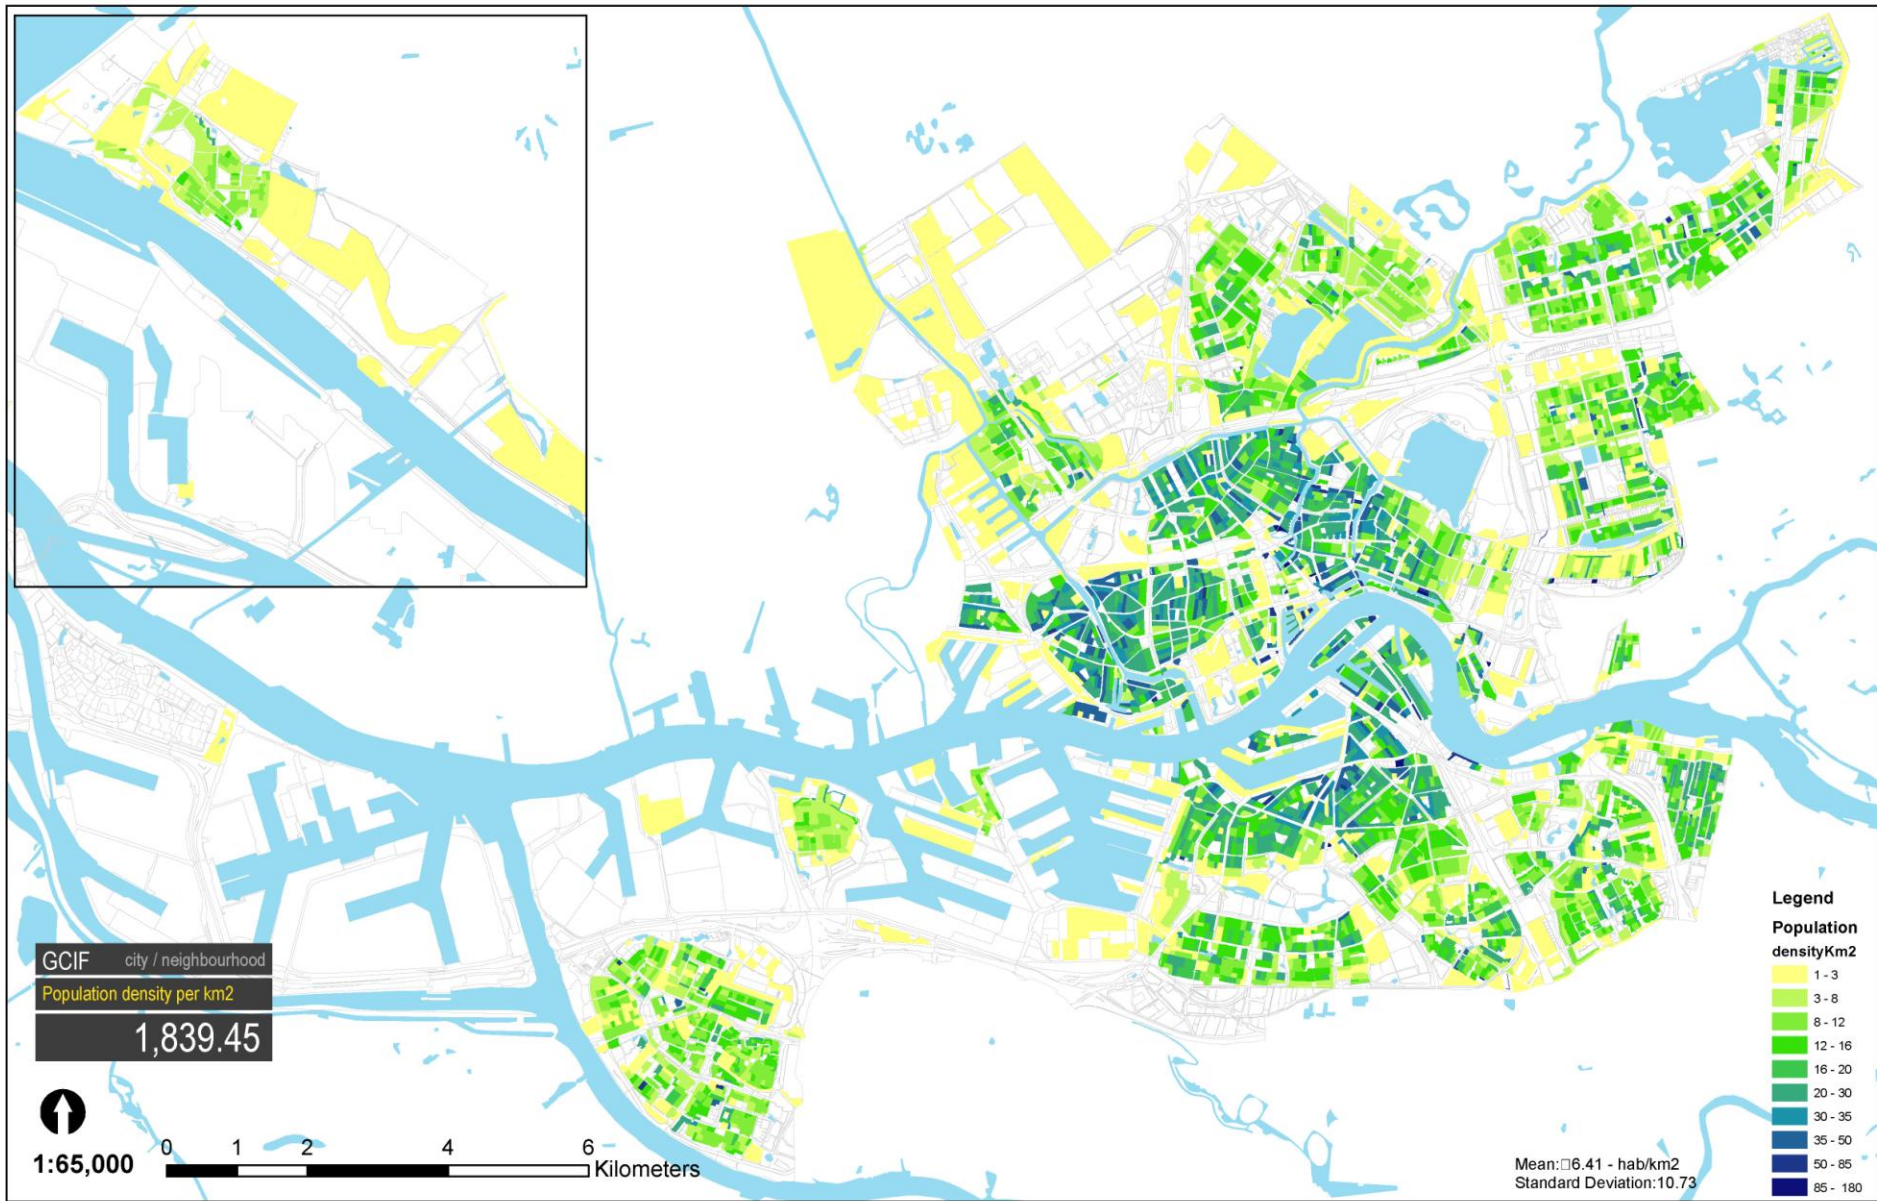 GCIF city / neighbourhood
Population density per km2
1,839.45
1:65,000
0 1 2 4 6
Kilometers
Legend
Population
densityKm2
1 - 3
3 - 8
8 - 12
12 - 16
16 - 20
20 - 30
30 - 35
35 - 50
50 - 85
85 - 180
Mean:□6.41 - hab/km2
Standard Deviation:10.73